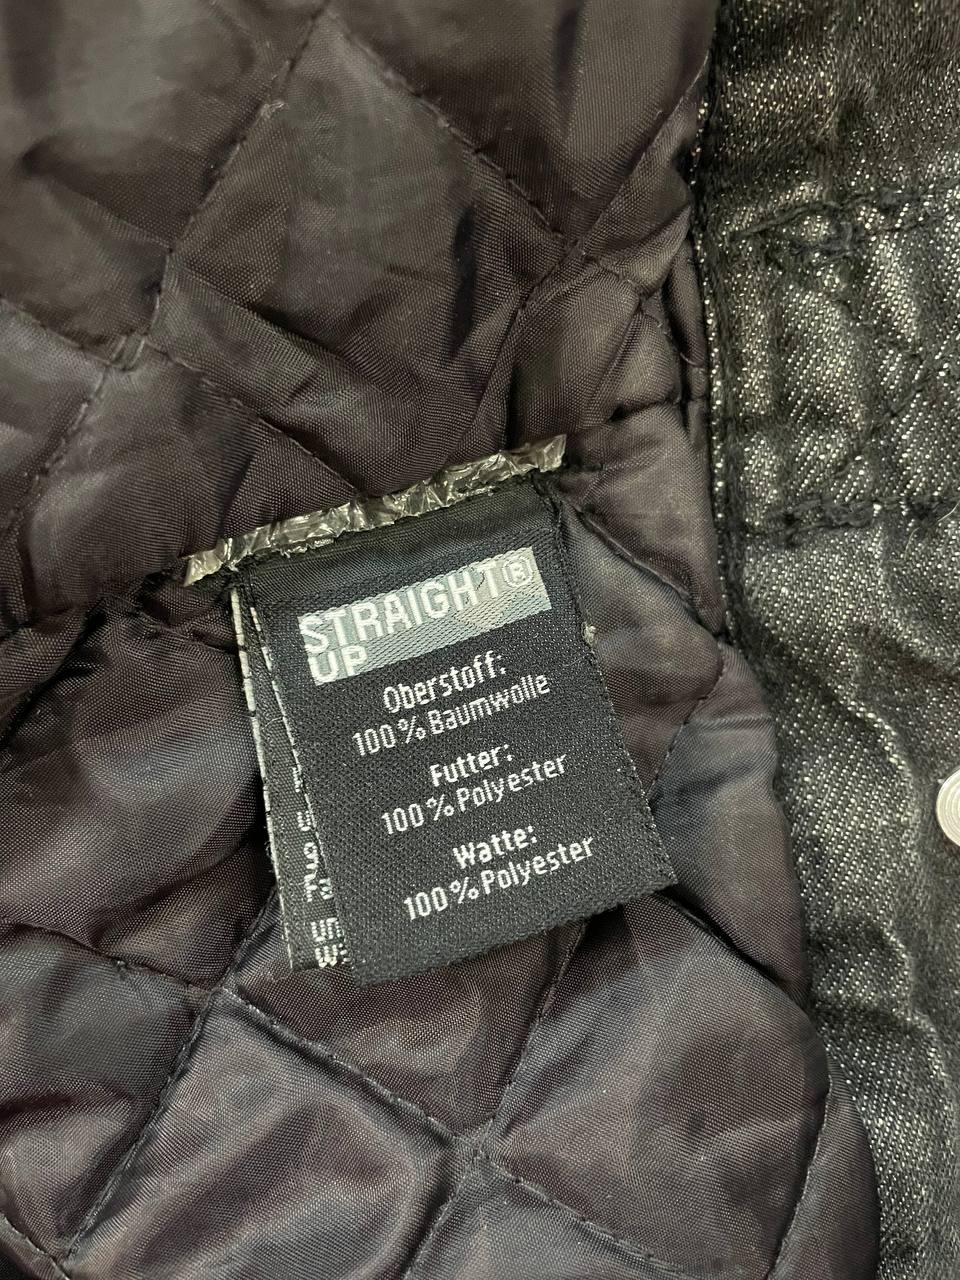 STRAIGHT®
UP
Oberstoff:
100% Baumwolle
Futter:
100% Polyester
Watte:
100% Polyester